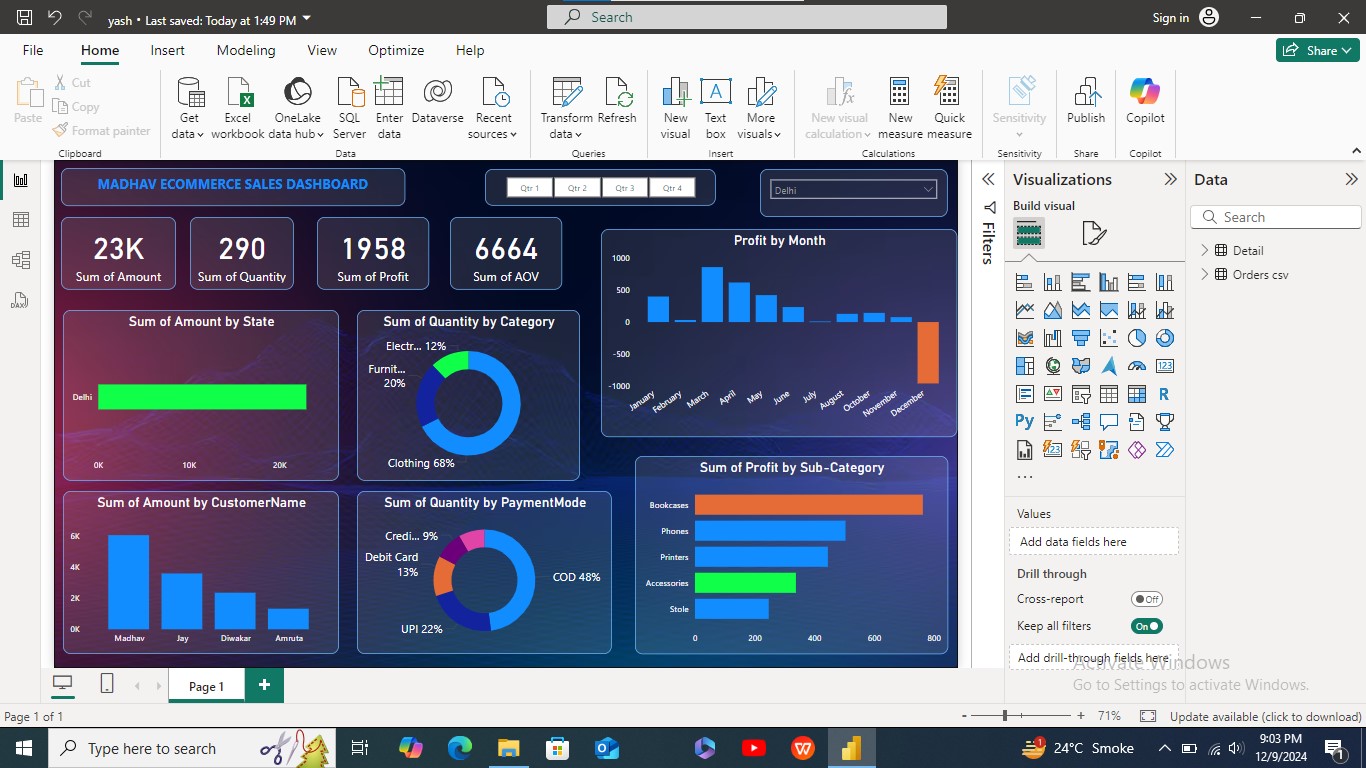 yash • Last saved: Today at 1:49 PM
Search
Sign in
File Home Insert Modeling View Optimize Help
Share
Paste
Cut
Copy
Format painter
Clipboard
Get data
Excel workbook
OneLake data hub
SQL Server
Enter data
Dataverse
Recent sources
Data
Transform data
Refresh
Queries
New visual
Text box
More visuals
Insert
New visual calculation
New measure
Quick measure
Calculations
Sensitivity
Sensitivity
Publish
Share
Copilot
Copilot
MADHAV ECOMMERCE SALES DASHBOARD
Qtr 1 Qtr 2 Qtr 3 Qtr 4
Delhi
23K
Sum of Amount
290
Sum of Quantity
1958
Sum of Profit
6664
Sum of AOV
Profit by Month
1000
500
0
-500
-1000
January February March April May June July August October November December
Sum of Amount by State
Delhi
0K 10K 20K
Sum of Quantity by Category
Electr... 12%
Furnit... 20%
Clothing 68%
Sum of Profit by Sub-Category
Bookcases
Phones
Printers
Accessories
Stole
0 200 400 600 800
Sum of Amount by CustomerName
6K
4K
2K
0K
Madhav Jay Diwakar Amruta
Sum of Quantity by PaymentMode
Credi... 9%
Debit Card 13%
COD 48%
UPI 22%
Filters
Visualizations
Build visual
123
R
Py
123
...
Values
Add data fields here
Drill through
Cross-report
Off
Keep all filters
On
Add drill-through fields here
Data
Search
Detail
Orders csv
Activate Windows
Go to Settings to activate Windows.
DAX
Page 1
Page 1 of 1
- + 71%
Update available (click to download)
Type here to search
1
24°C Smoke
9:03 PM
12/9/2024
1